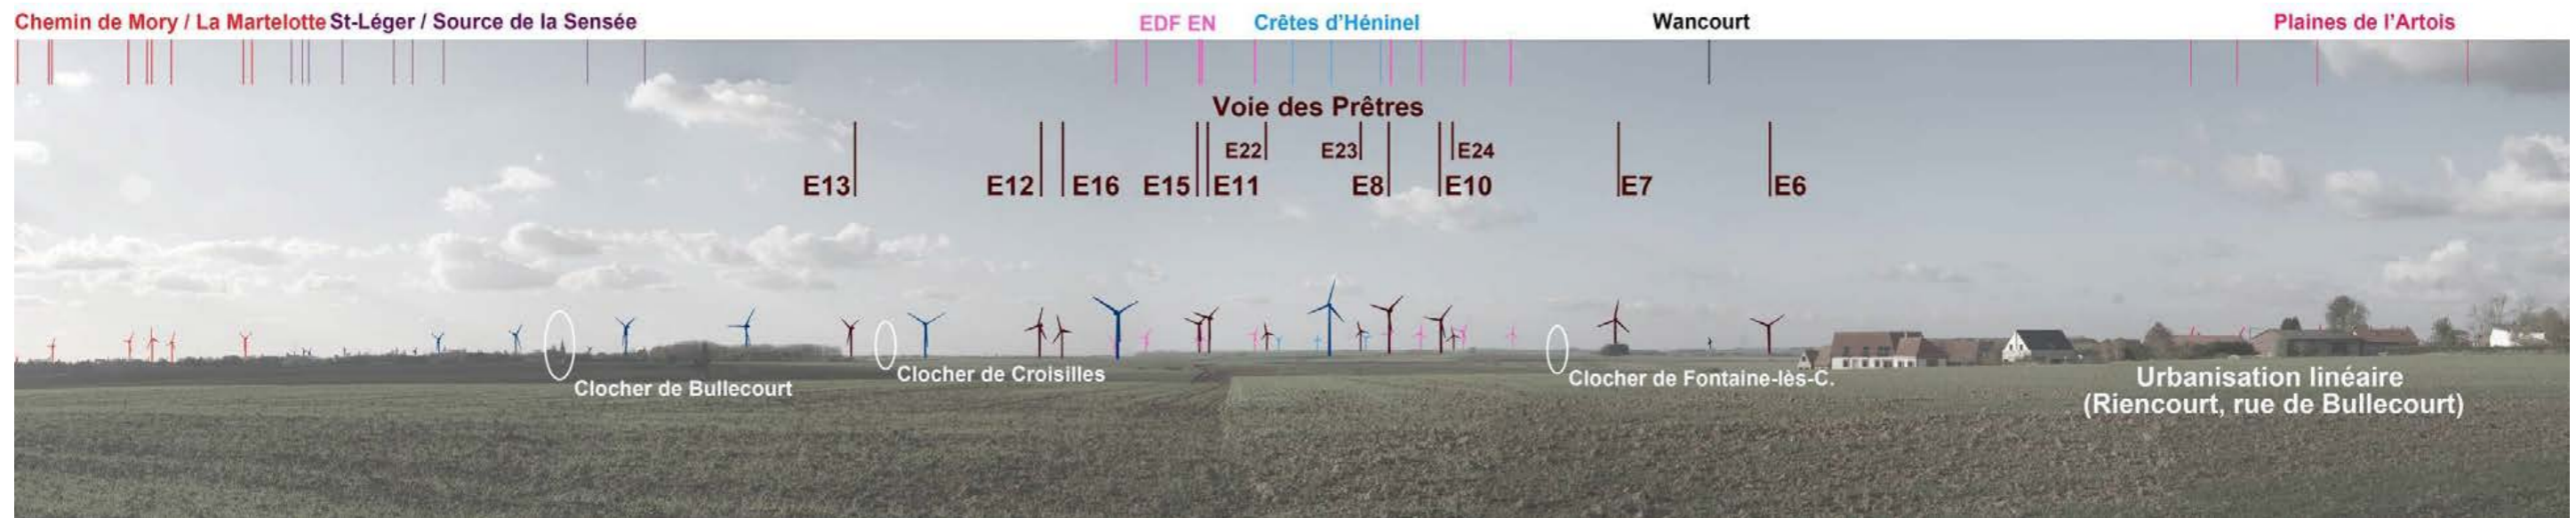 Chemin de Mory / La Martelotte St-Léger / Source de la Sensée EDF EN Crêtes d'Héninel Wancourt Plaines de l'Artois
Voie des Prêtres
E22 E23 E24
E13 E12 E16 E15 E11 E8 E10 E7 E6
Clocher de Bullecourt
Clocher de Croisilles
Clocher de Fontaine-lès-C.
Urbanisation linéaire
(Riencourt, rue de Bullecourt)